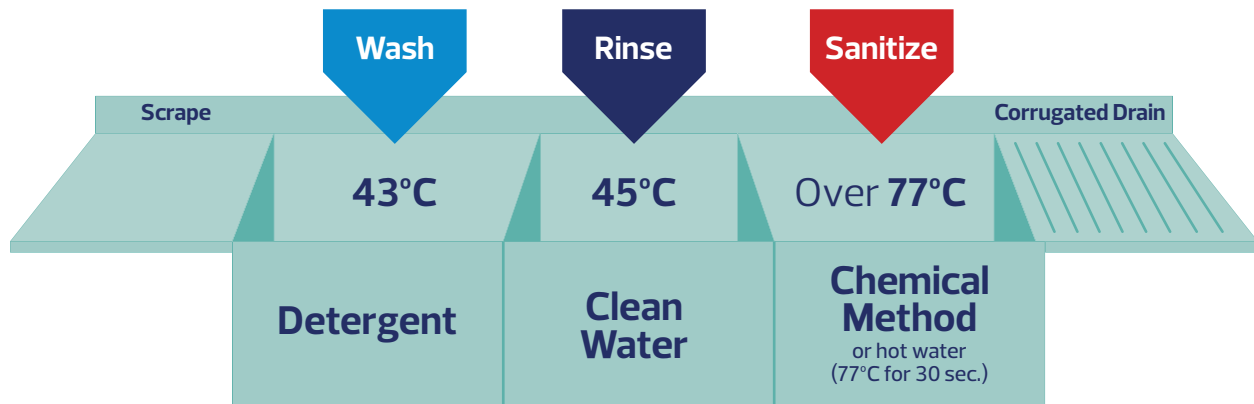 Wash
Rinse
Sanitize
Scrape
Corrugated Drain
43°C
45°C
Over 77°C
Detergent
Clean
Water
Chemical
Method
or hot water
(77°C for 30 sec.)